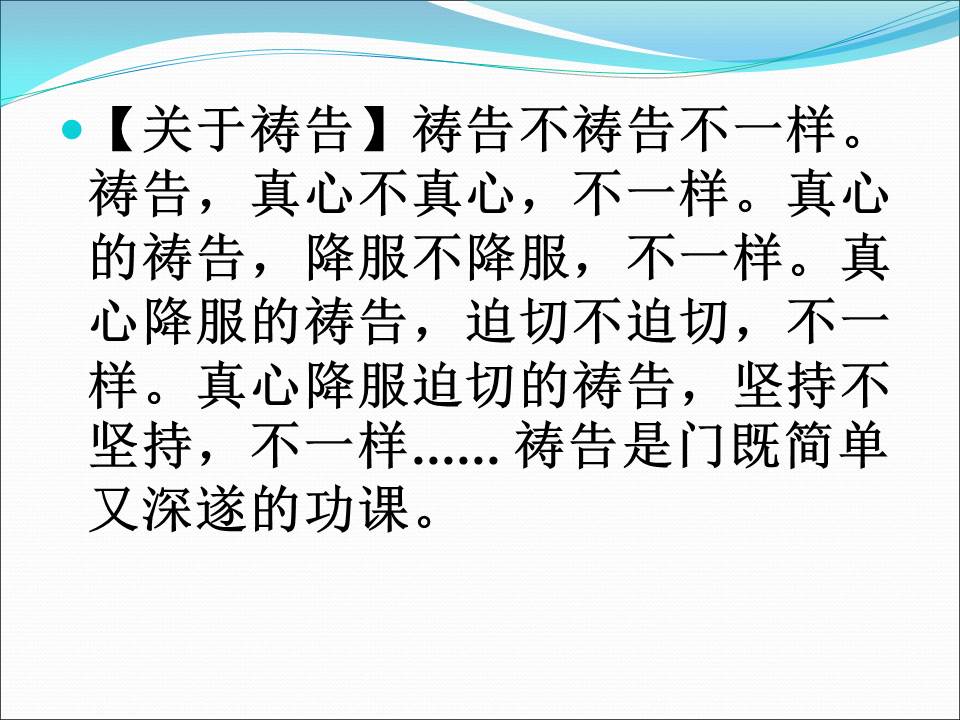 【关于祷告】祷告不祷告不一样。
祷告，真心不真心，不一样。真心
的祷告，降服不降服，不一样。真
心降服的祷告，迫切不迫切，不一
样。真心降服迫切的祷告，坚持不
坚持，不一样...... 祷告是门既简单
又深遂的功课。